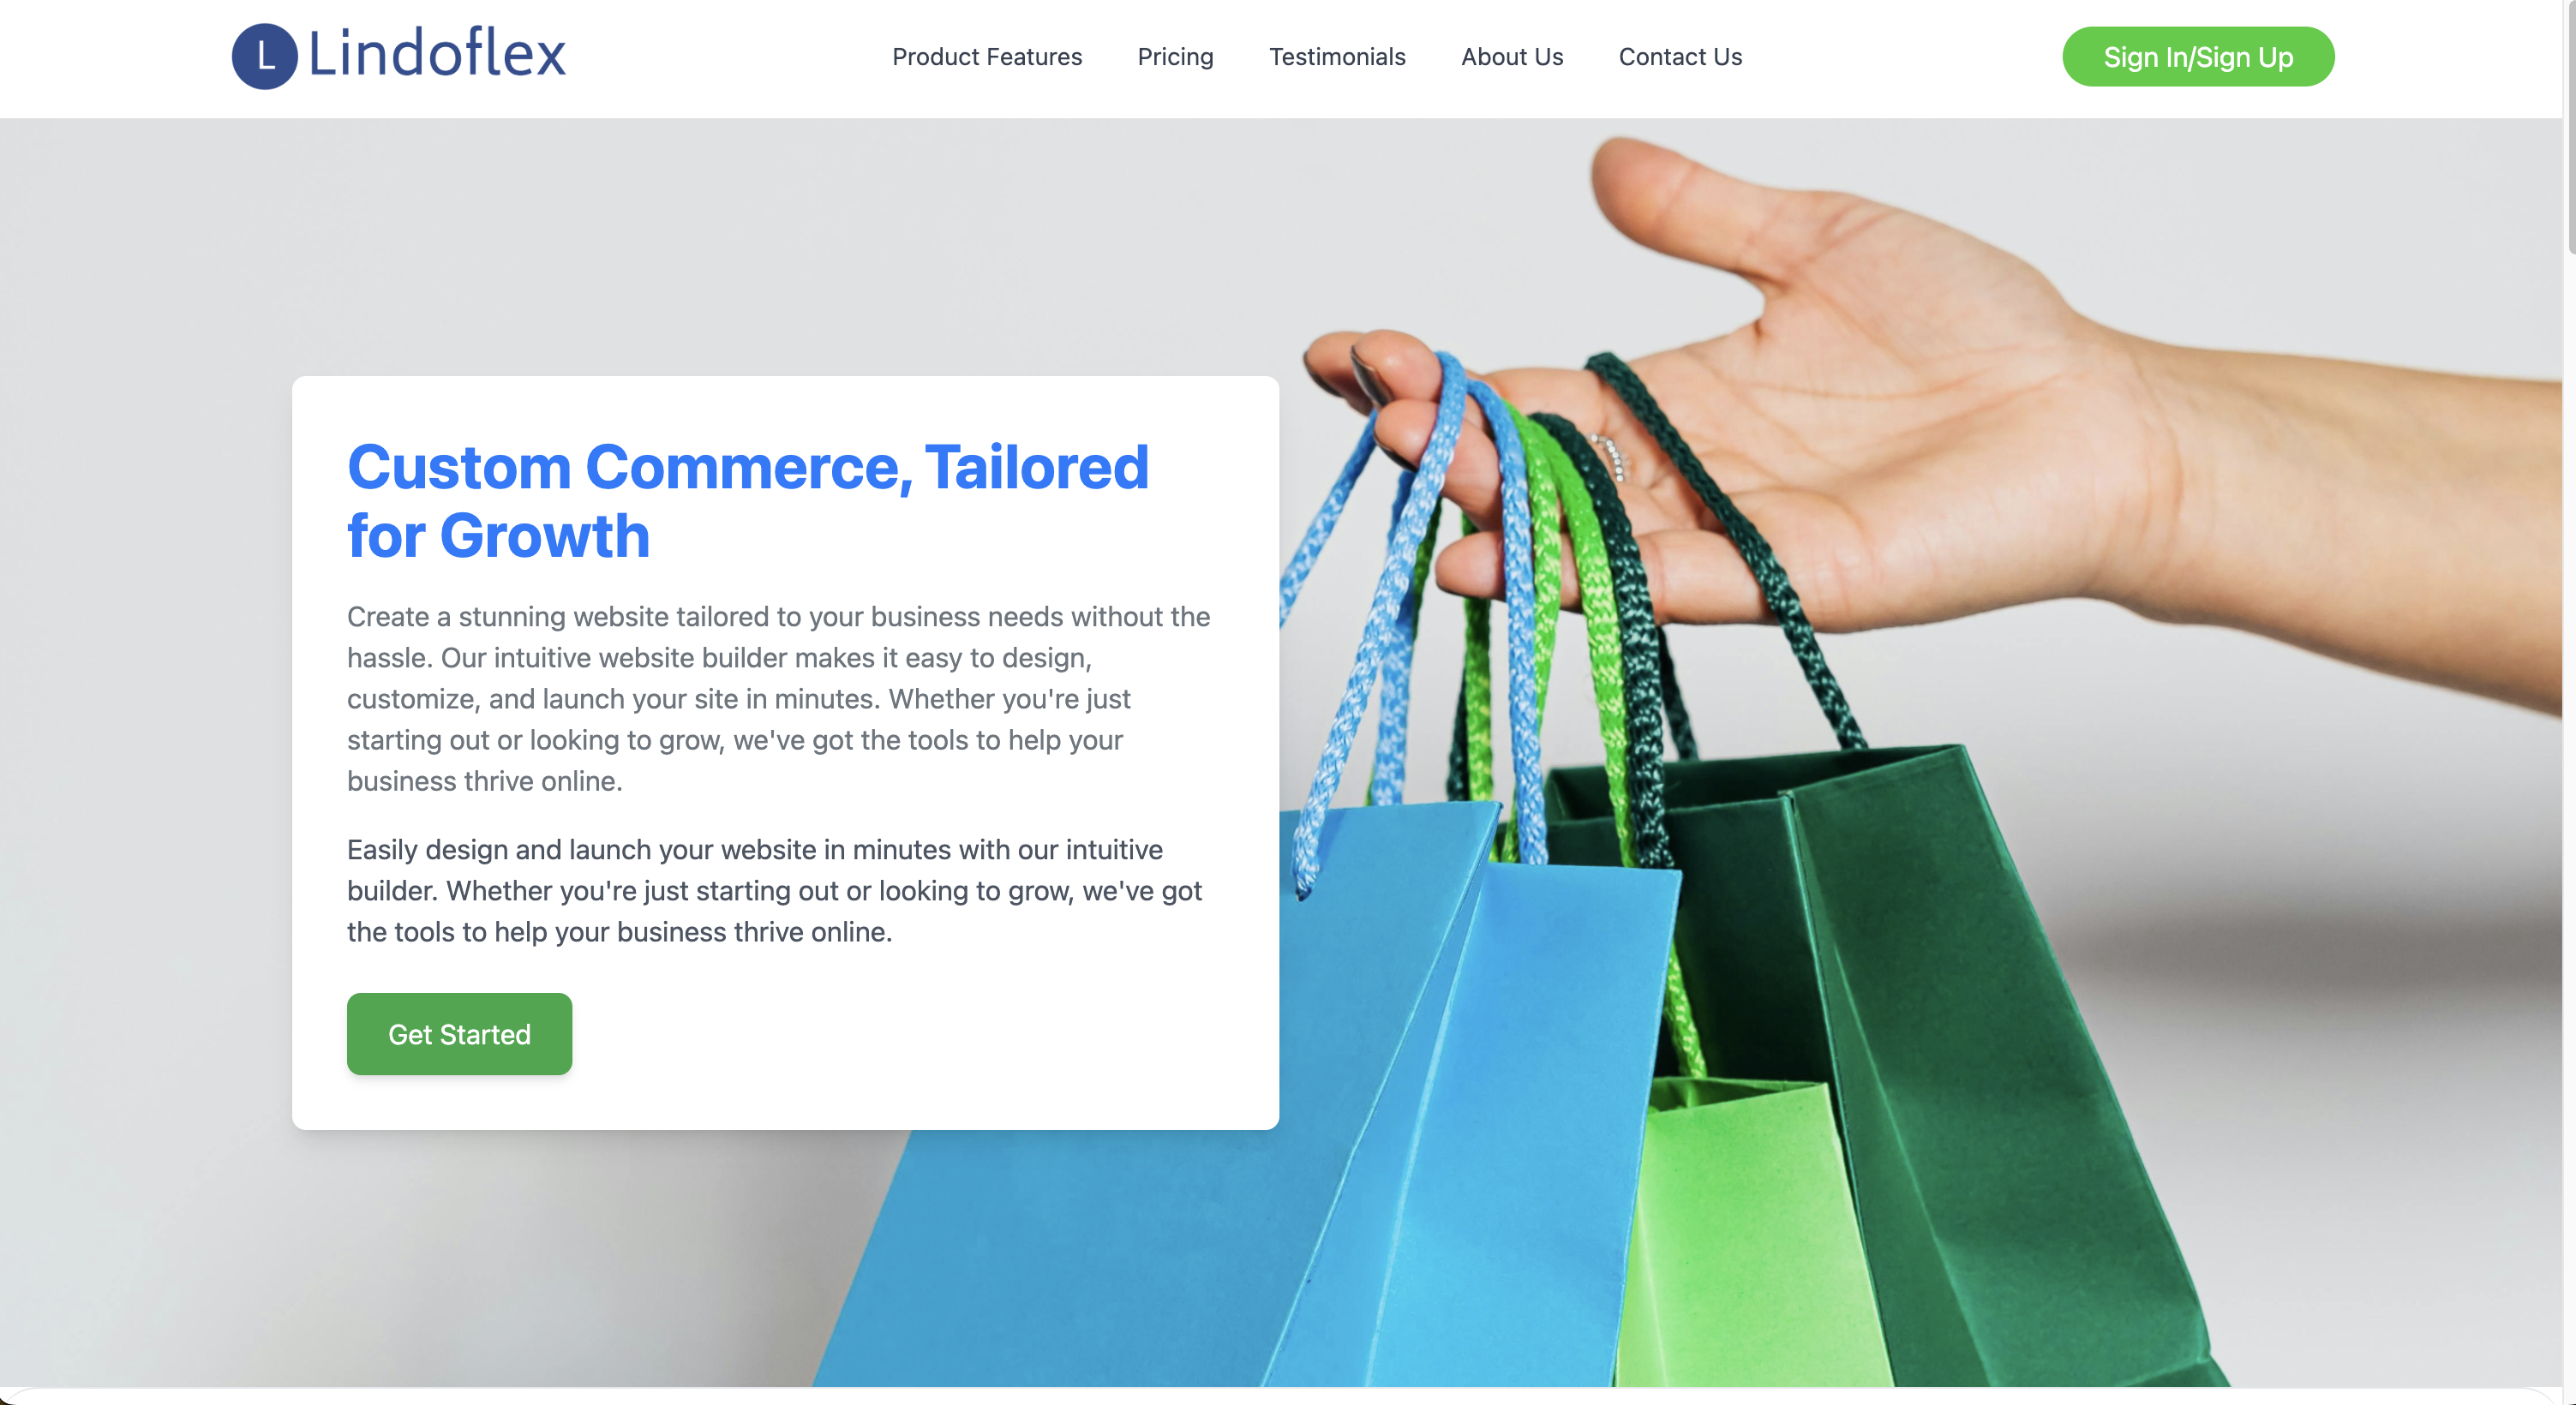 L Lindoflex
Product Features
Pricing
Testimonials
About Us
Contact Us
Sign In/Sign Up
Custom Commerce, Tailored
for Growth
Create a stunning website tailored to your business needs without the
hassle. Our intuitive website builder makes it easy to design,
customize, and launch your site in minutes. Whether you're just
starting out or looking to grow, we've got the tools to help your
business thrive online.
Easily design and launch your website in minutes with our intuitive
builder. Whether you're just starting out or looking to grow, we've got
the tools to help your business thrive online.
Get Started